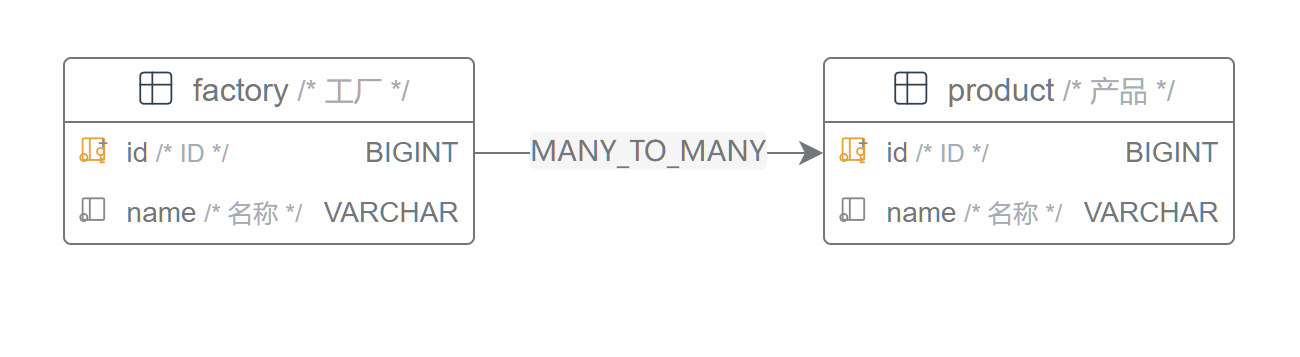 factory /* 工厂 */
id /* ID */ BIGINT
name /* 名称 */ VARCHAR
MANY_TO_MANY
product /* 产品 */
id /* ID */ BIGINT
name /* 名称 */ VARCHAR